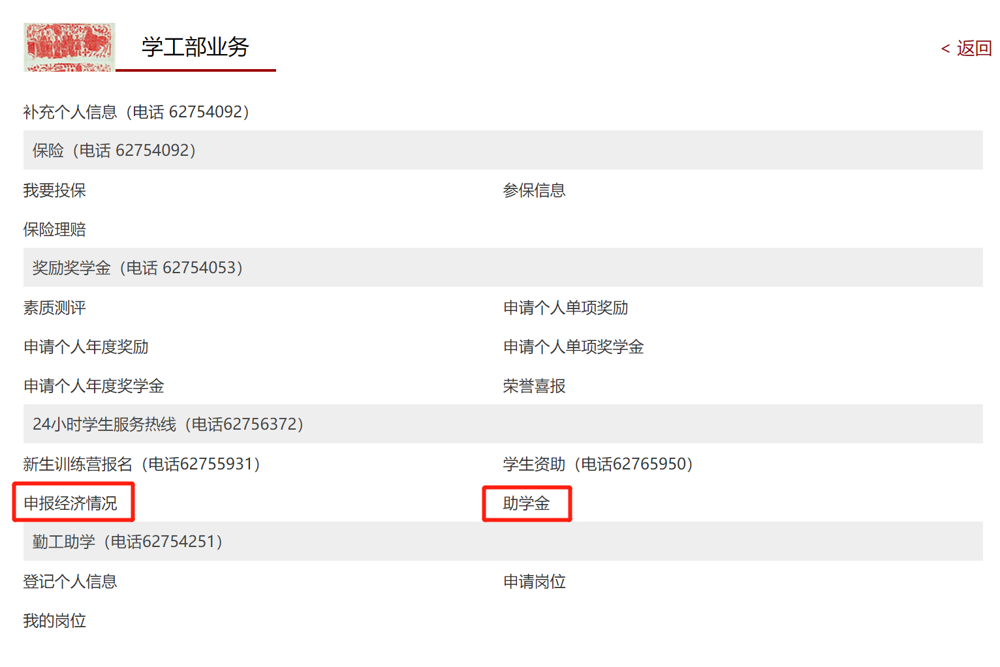 学工部业务
< 返回
补充个人信息（电话 62754092）
保险（电话 62754092）
我要投保 参保信息
保险理赔
奖励奖学金（电话 62754053）
素质测评 申请个人单项奖励
申请个人年度奖励 申请个人单项奖学金
申请个人年度奖学金 荣誉喜报
24小时学生服务热线（电话62756372）
新生训练营报名（电话62755931） 学生资助（电话62765950）
申报经济情况 助学金
勤工助学（电话62754251）
登记个人信息 申请岗位
我的岗位